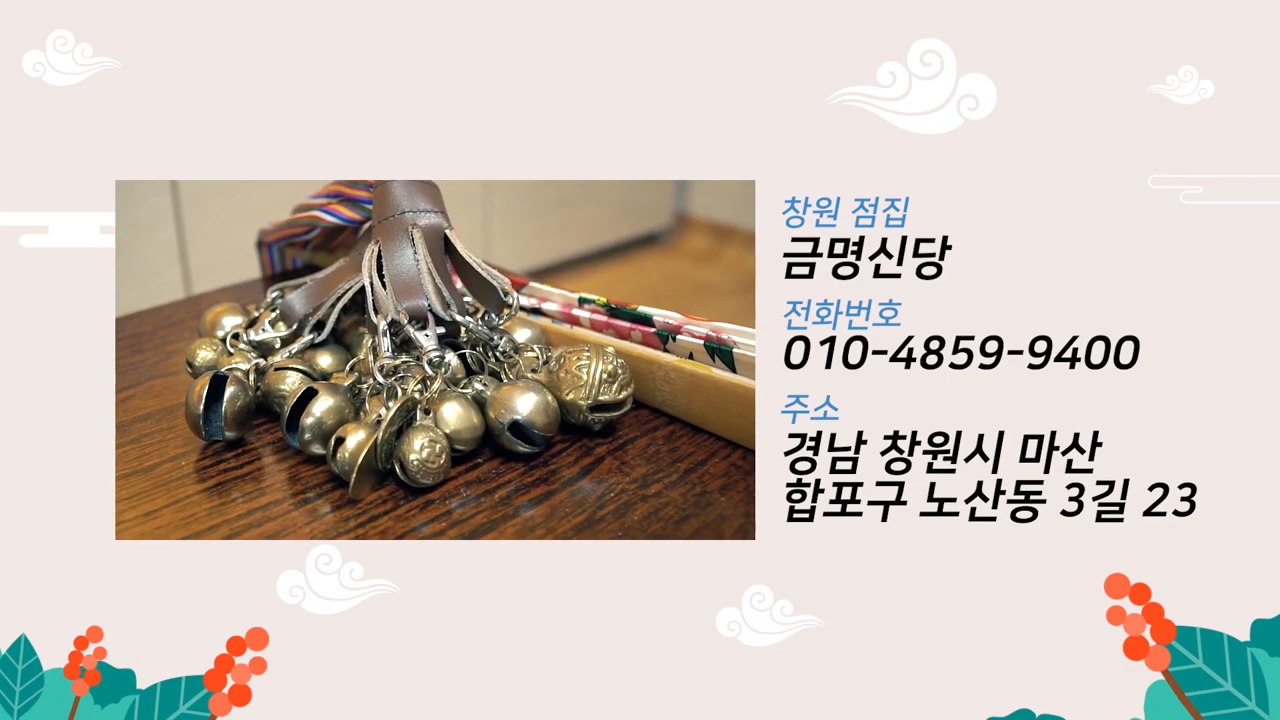 창원 점집
금명신당
전화번호
010-4859-9400
주소
경남 창원시 마산
합포구 노산동 3길 23